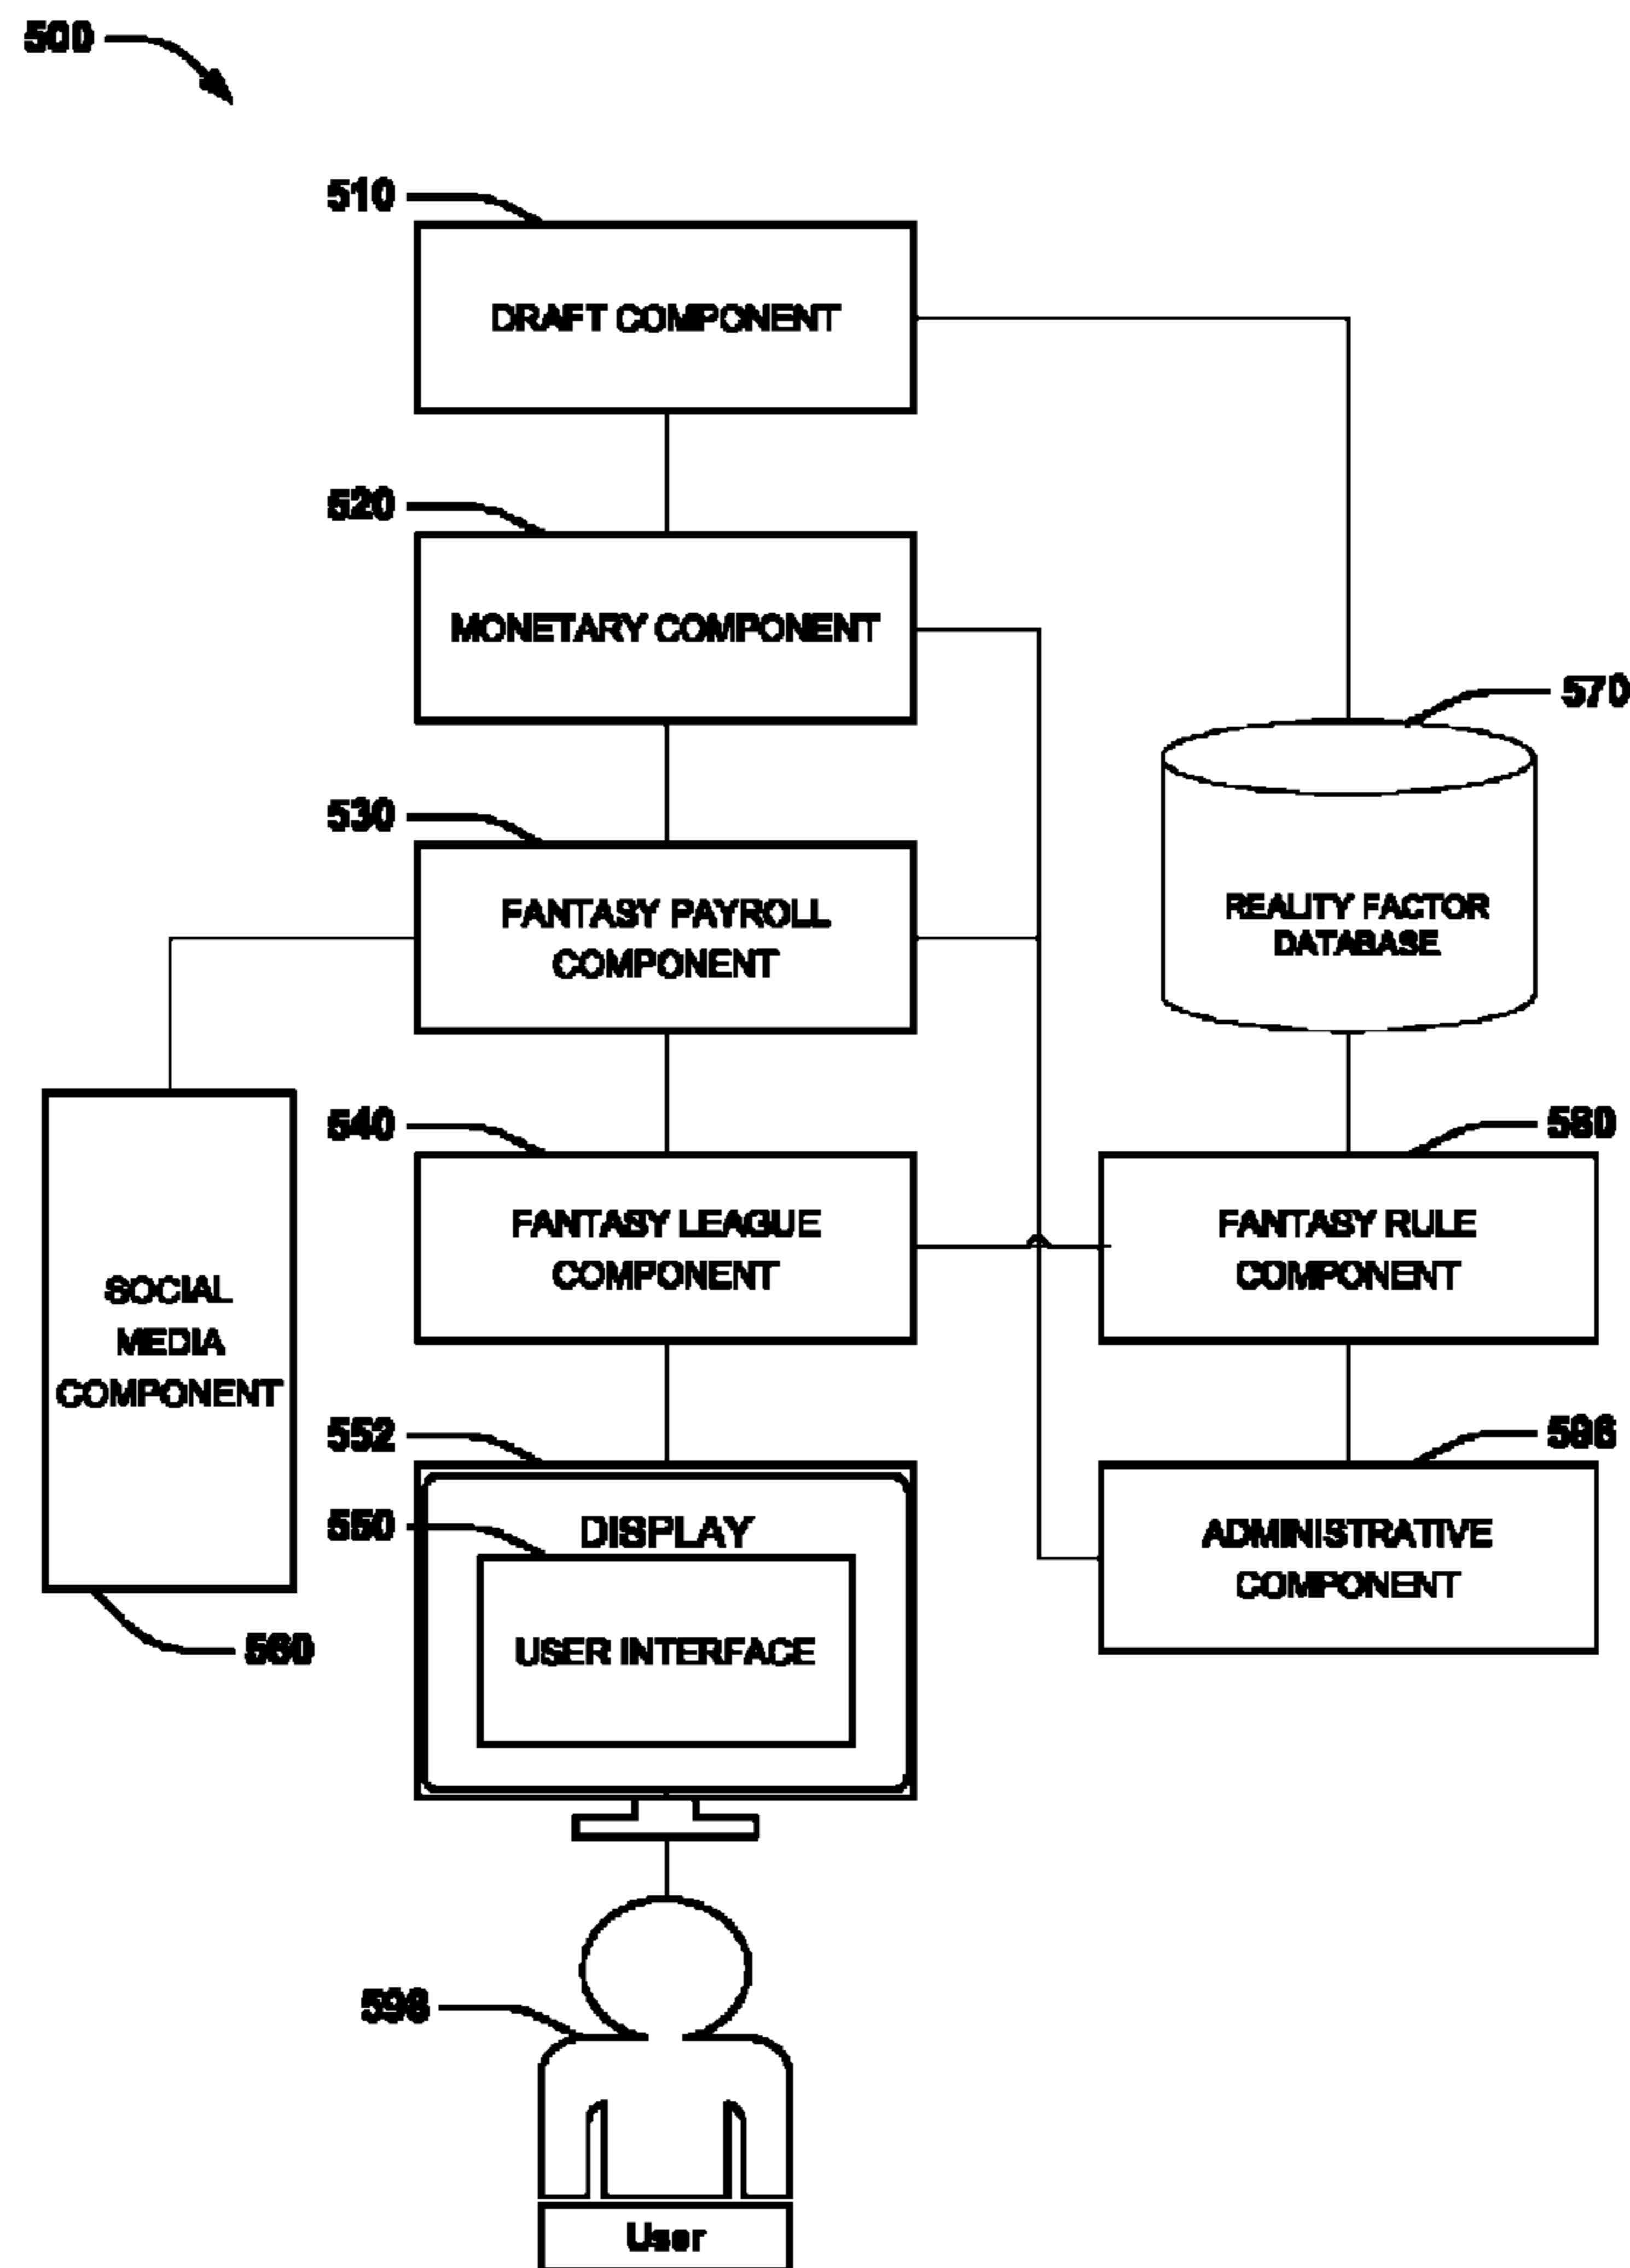 500
510
DRAFT COMPONENT
520
MONETARY COMPONENT
570
530
FANTASY PAYROLL
COMPONENT
REALITY FACTOR
DATABASE
540
FANTASY LEAGUE
COMPONENT
580
FANTASY RULE
COMPONENT
SOCIAL
MEDIA
COMPONENT
560
552
DISPLAY
550
USER INTERFACE
ADMINISTRATIVE
COMPONENT
598
User